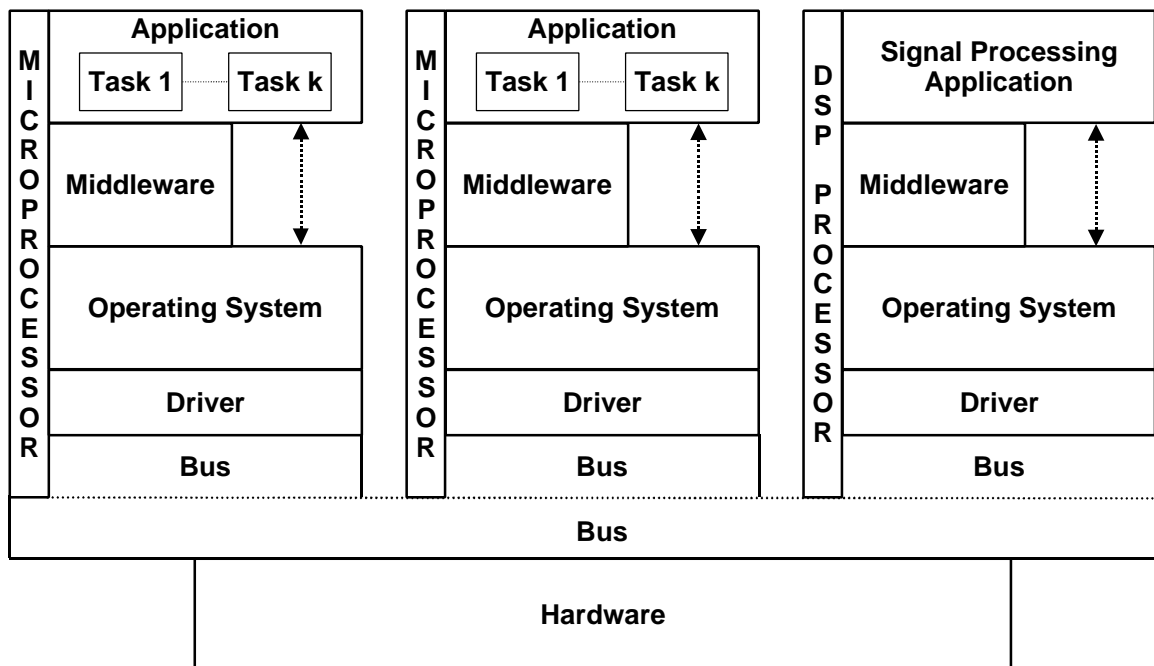 MICROPROCESSOR
Application
Task 1
Task k
Middleware
Operating System
Driver
Bus
MICROPROCESSOR
Application
Task 1
Task k
Middleware
Operating System
Driver
Bus
DSP PROCESSOR
Signal Processing
Application
Middleware
Operating System
Driver
Bus
Bus
Hardware